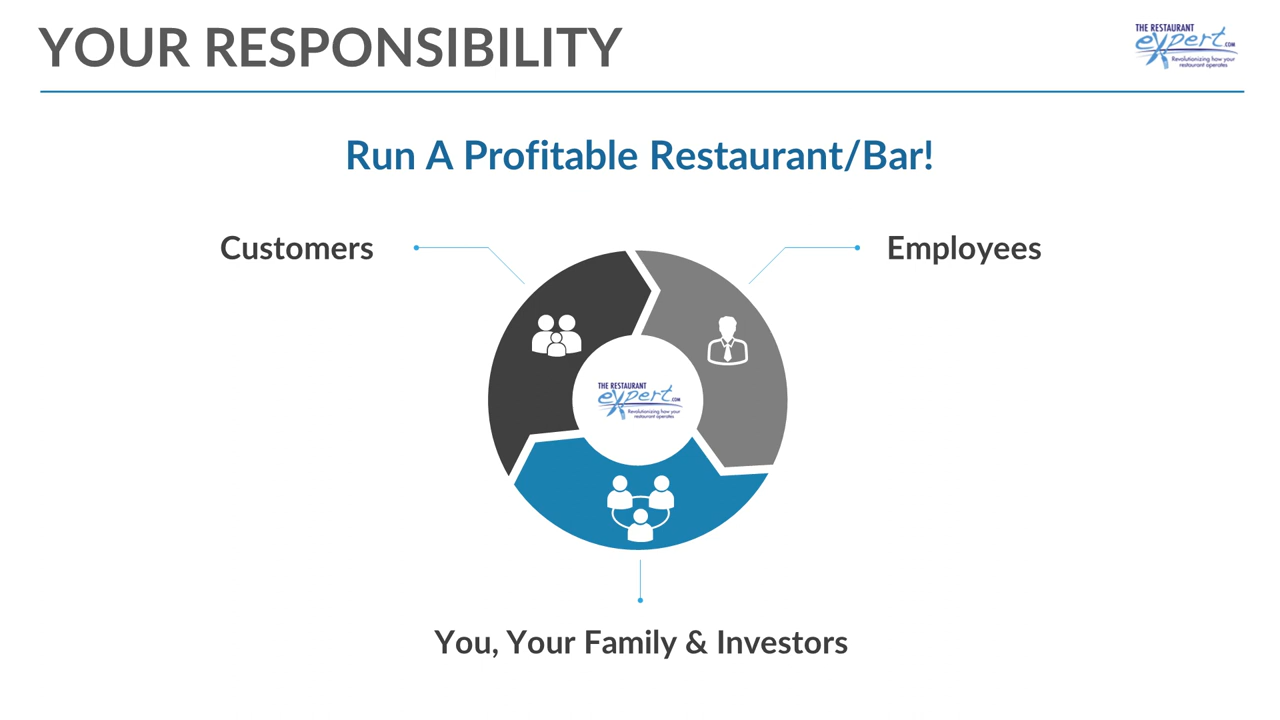 YOUR RESPONSIBILITY
THE RESTAURANT
expert.COM
Revolutionizing how your
restaurant operates
Run A Profitable Restaurant/Bar!
Customers
Employees
THE RESTAURANT
expert.COM
Revolutionizing how your
restaurant operates
You, Your Family & Investors